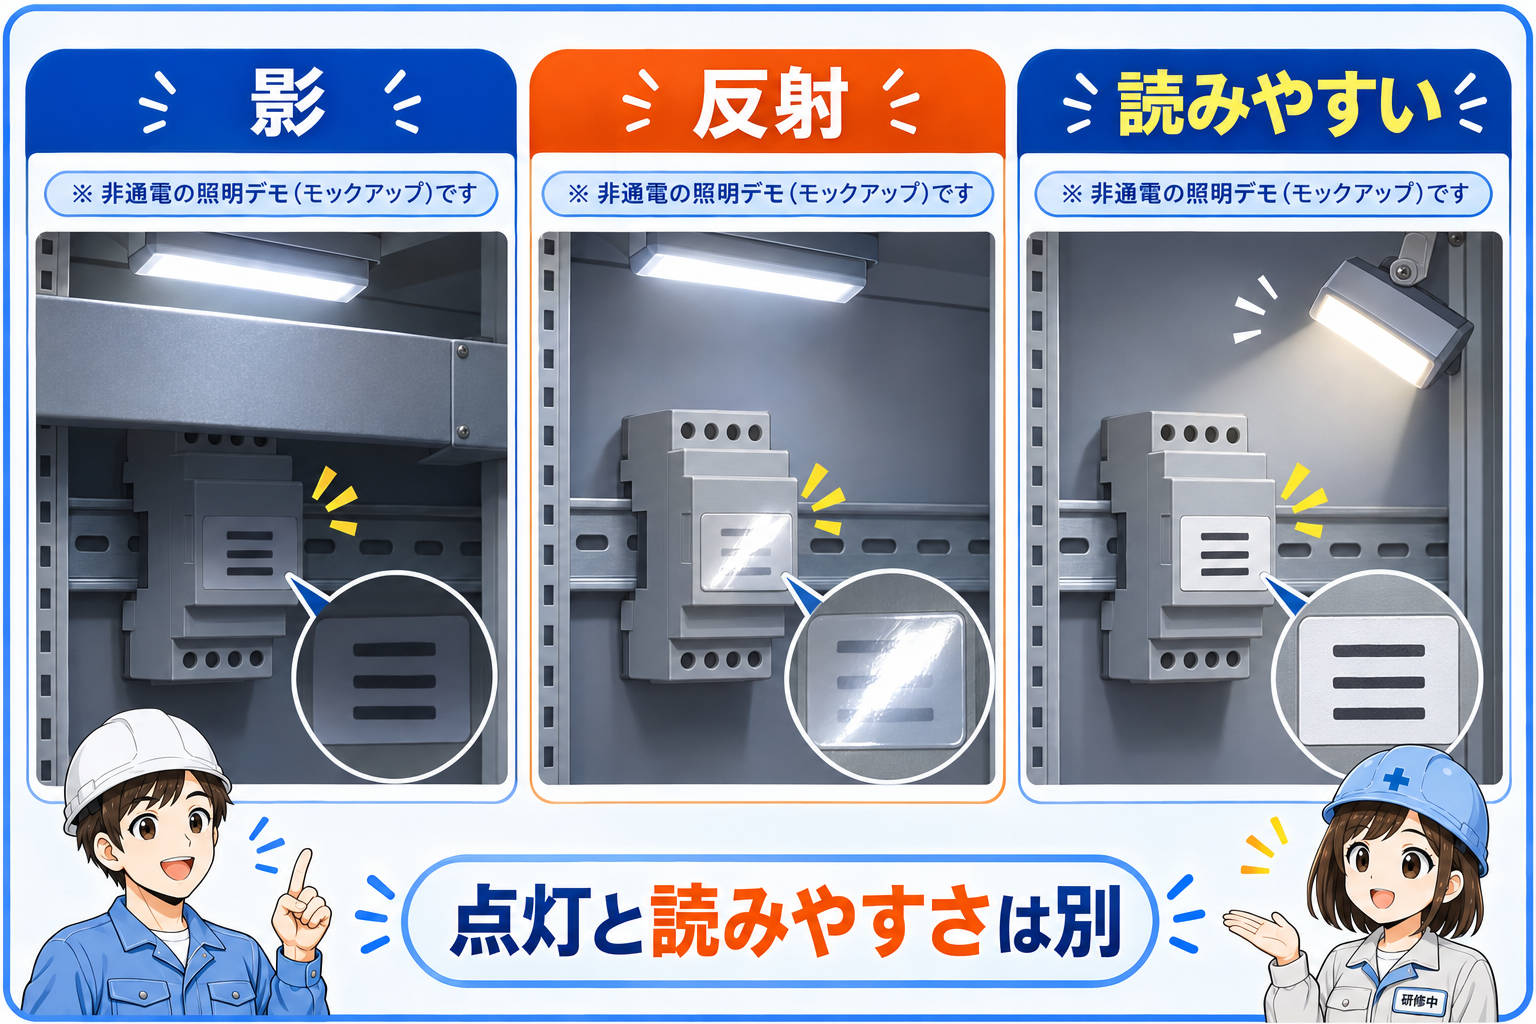 影
※ 非通電の照明デモ(モックアップ)です
反射
※ 非通電の照明デモ(モックアップ)です
読みやすい
※ 非通電の照明デモ(モックアップ)です
点灯と読みやすさは別
研修中